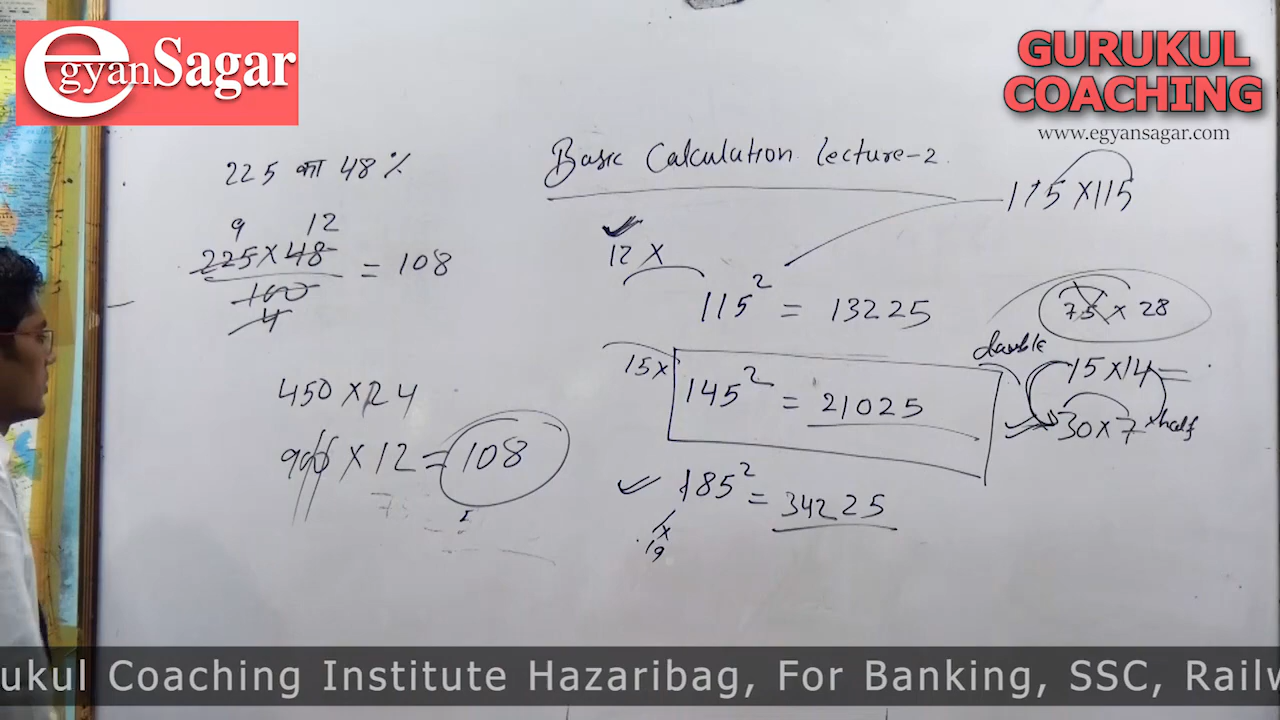 egyanSagar
GURUKUL
COACHING
www.egyansagar.com
Basic Calculation lecture-2
225 का 48%
9 12
225×48 = 108
100
4
450×24
900 × 12 = 108
115×115
12 ×
115² = 13225
15×
145² = 21025
185² = 34225
×
19
75 × 28
double
15×14=
30×7 ×half
ukul Coaching Institute Hazaribag, For Banking, SSC, Railw